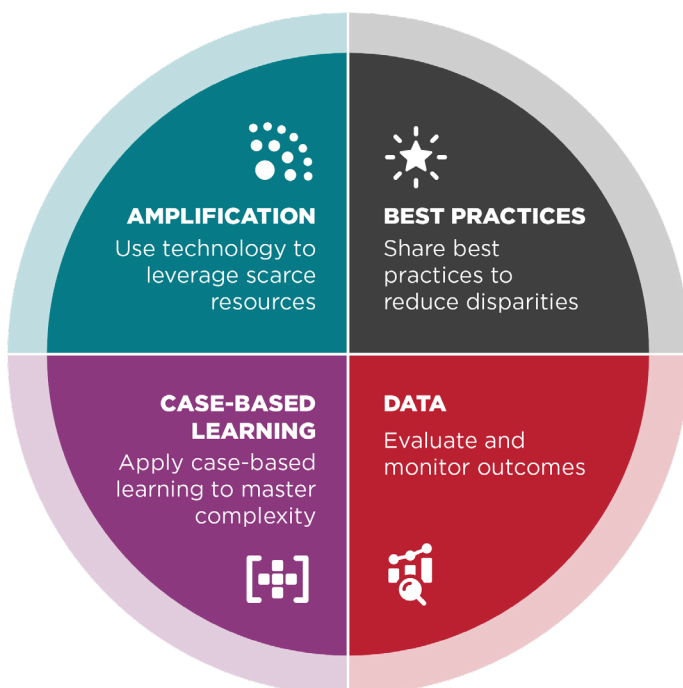 AMPLIFICATION
Use technology to
leverage scarce
resources
BEST PRACTICES
Share best
practices to
reduce disparities
CASE-BASED
LEARNING
Apply case-based
learning to master
complexity
DATA
Evaluate and
monitor outcomes